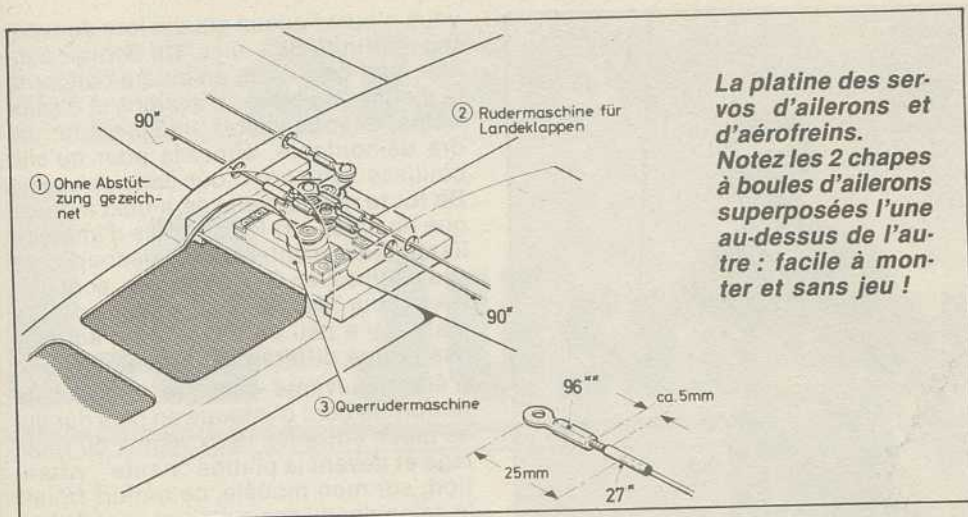 La platine des ser-
vos d'ailerons et
d'aérofreins.
Notez les 2 chapes
à boules d'ailerons
superposées l'une
au-dessus de l'au-
tre : facile à mon-
ter et sans jeu !
90"
② Rudermaschine für
Landeklappen
① Ohne Abstüt-
zung gezeich-
net
90"
③ Querrudermaschine
96""
ca. 5mm
25mm
27"